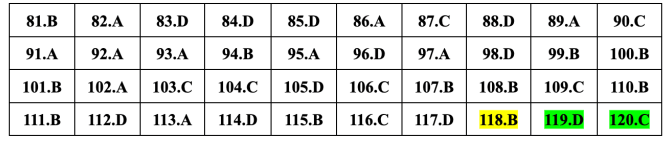 81.B 82.A 83.D 84.D 85.D 86.A 87.C 88.D 89.A 90.C
91.A 92.A 93.A 94.B 95.A 96.D 97.A 98.D 99.B 100.B
101.B 102.A 103.C 104.C 105.D 106.C 107.B 108.B 109.C 110.B
111.B 112.D 113.A 114.D 115.B 116.C 117.D 118.B 119.D 120.C